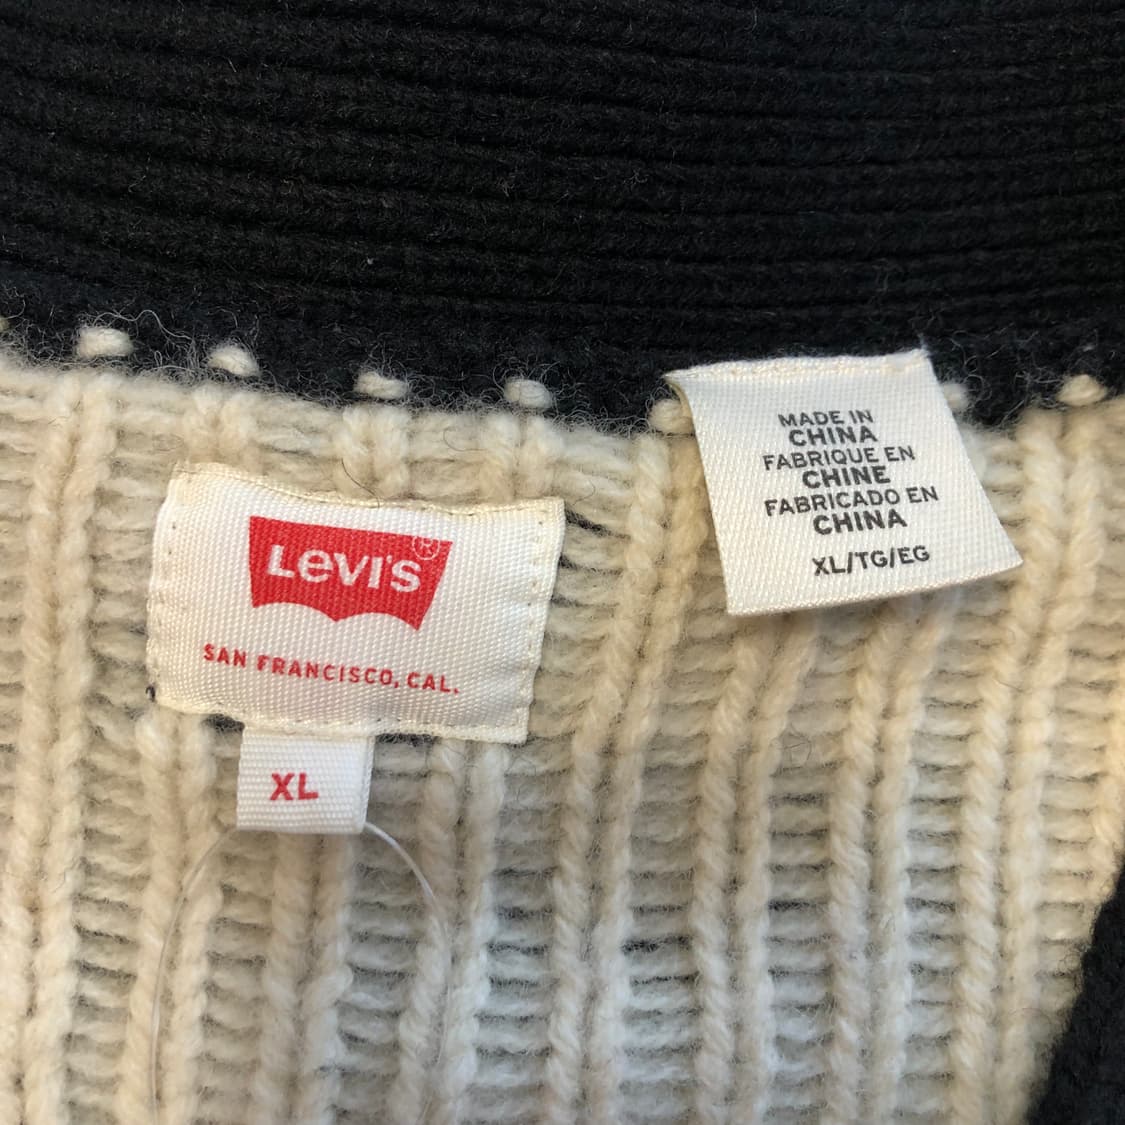 Levi's®
SAN FRANCISCO, CAL.
XL
MADE IN
CHINA
FABRIQUE EN
CHINE
FABRICADO EN
CHINA
XL/TG/EG